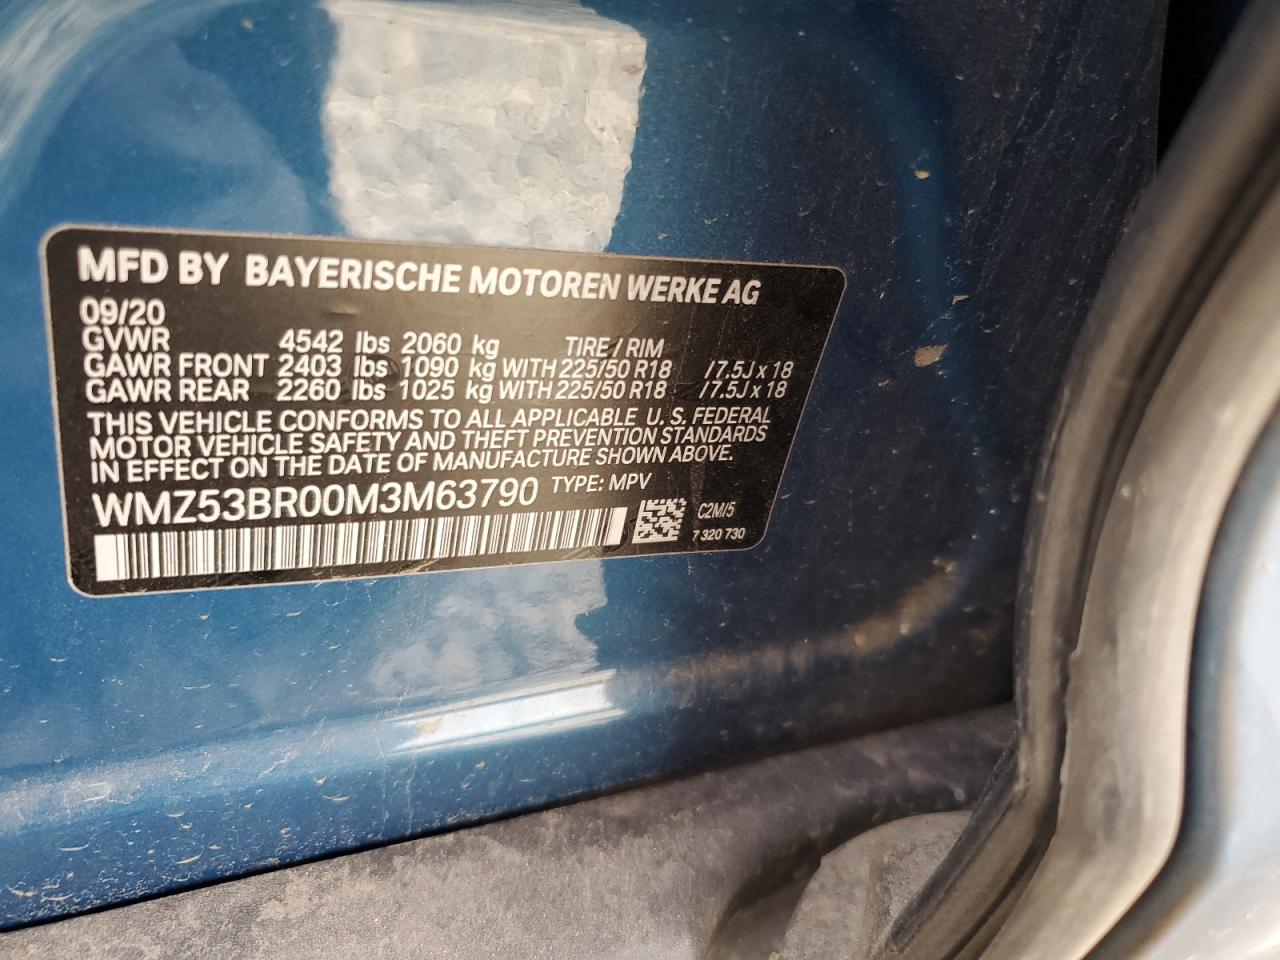 MFD BY BAYERISCHE MOTOREN WERKE AG
09/20
GVWR 4542 lbs 2060 kg TIRE / RIM
GAWR FRONT 2403 lbs 1090 kg WITH 225/50 R18 / 7.5J x 18
GAWR REAR 2260 lbs 1025 kg WITH 225/50 R18 / 7.5J x 18
THIS VEHICLE CONFORMS TO ALL APPLICABLE U. S. FEDERAL
MOTOR VEHICLE SAFETY AND THEFT PREVENTION STANDARDS
IN EFFECT ON THE DATE OF MANUFACTURE SHOWN ABOVE.
WMZ53BR00M3M63790 TYPE: MPV
C2M/5
7 320 730